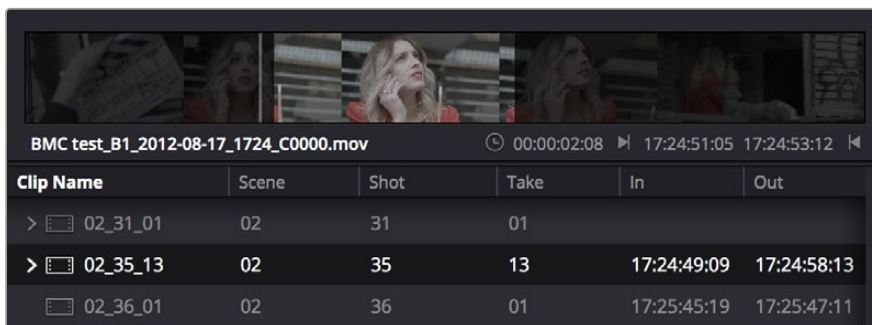 BMC test_B1_2012-08-17_1724_C0000.mov 00:00:02:08 17:24:51:05 17:24:53:12
Clip Name Scene Shot Take In Out
02_31_01 02 31 01
02_35_13 02 35 13 17:24:49:09 17:24:58:13
02_36_01 02 36 01 17:25:45:19 17:25:47:11